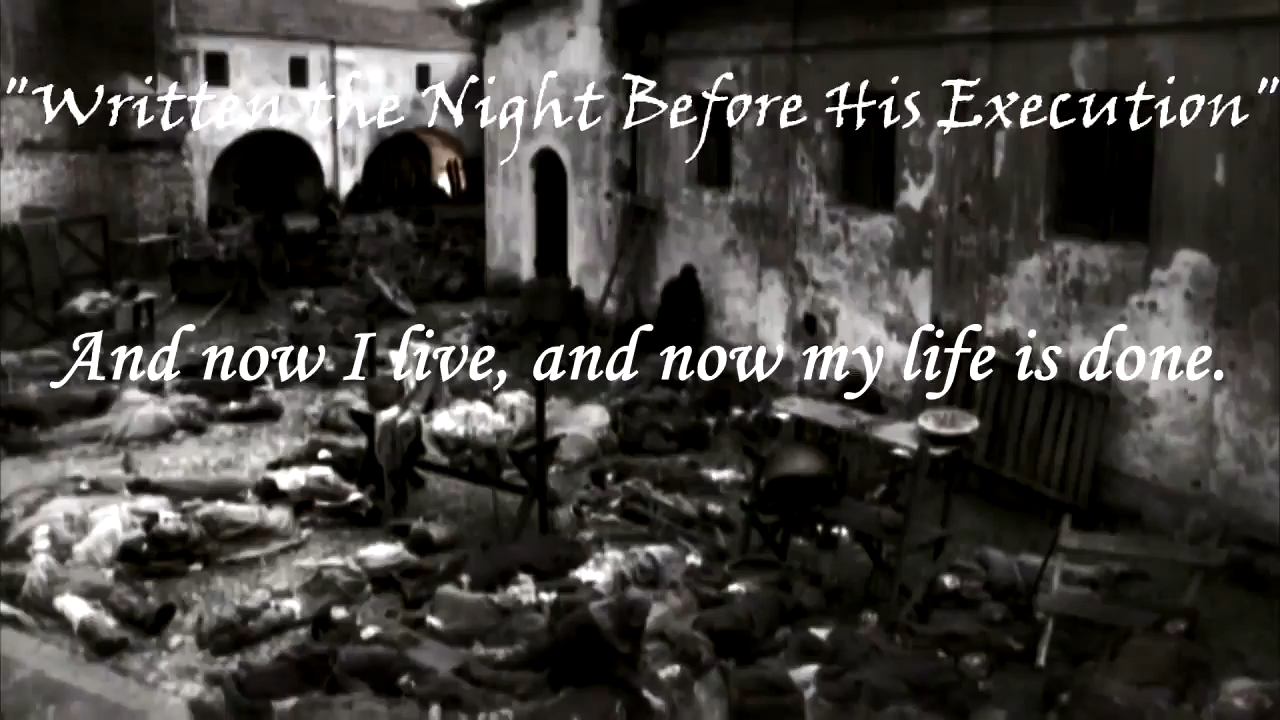 "Written the Night Before His Execution"
And now I live, and now my life is done.